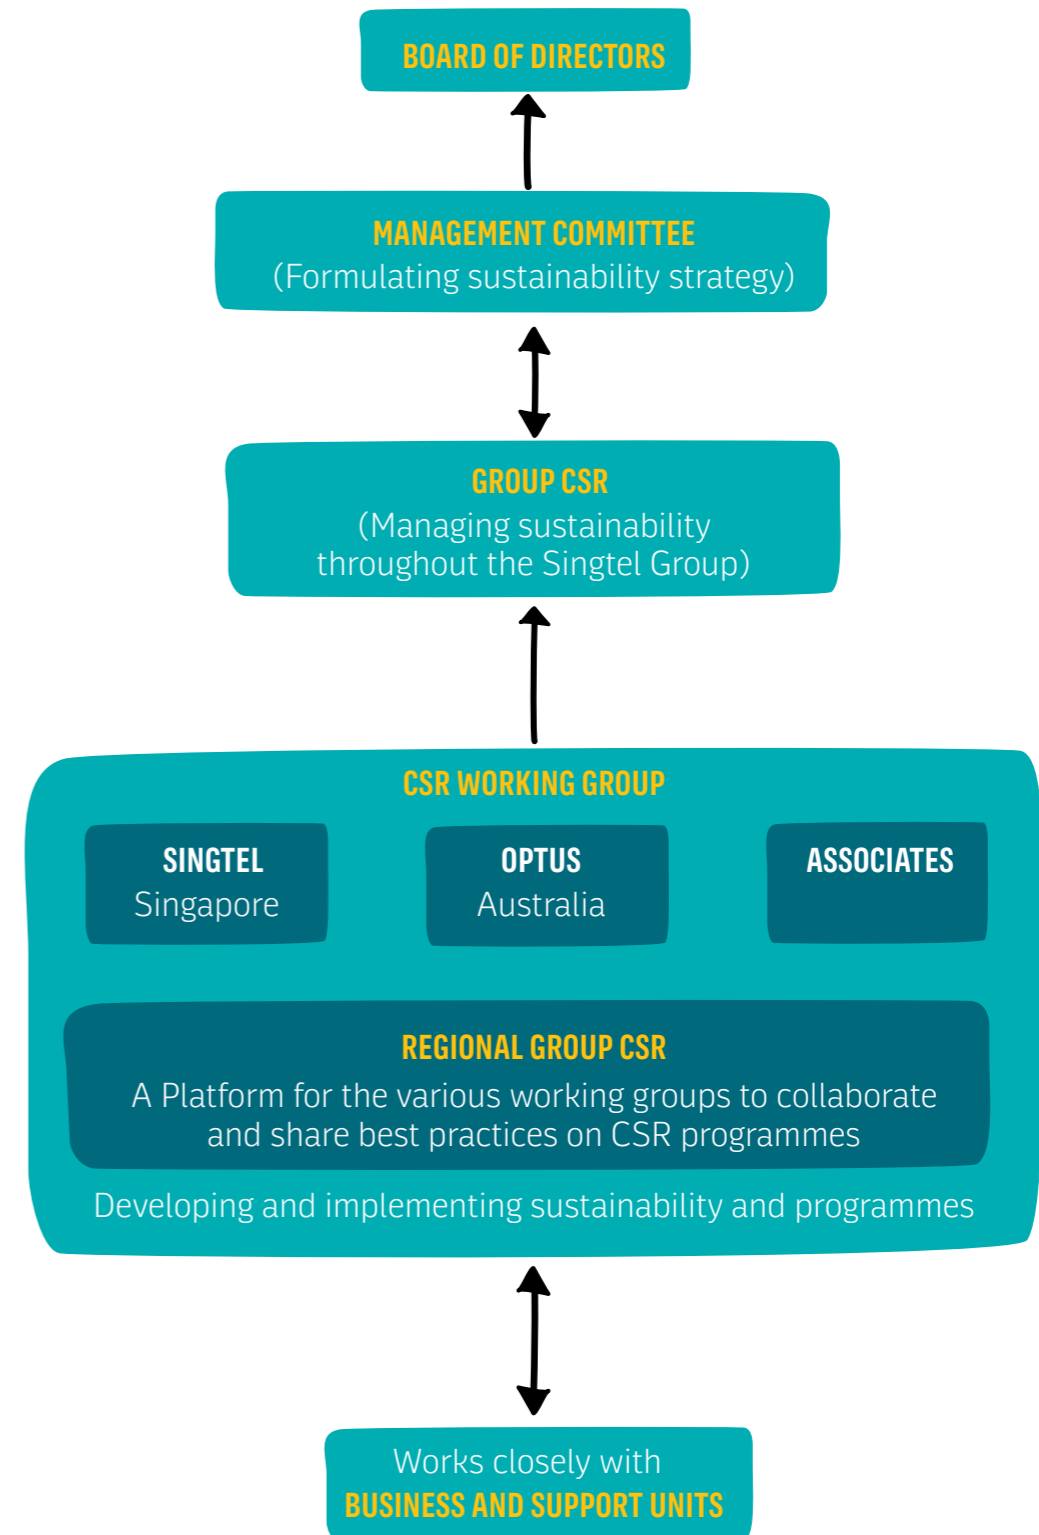 BOARD OF DIRECTORS
MANAGEMENT COMMITTEE
(Formulating sustainability strategy)
GROUP CSR
(Managing sustainability
throughout the Singtel Group)
CSR WORKING GROUP
SINGTEL
Singapore
OPTUS
Australia
ASSOCIATES
REGIONAL GROUP CSR
A Platform for the various working groups to collaborate
and share best practices on CSR programmes
Developing and implementing sustainability and programmes
Works closely with
BUSINESS AND SUPPORT UNITS